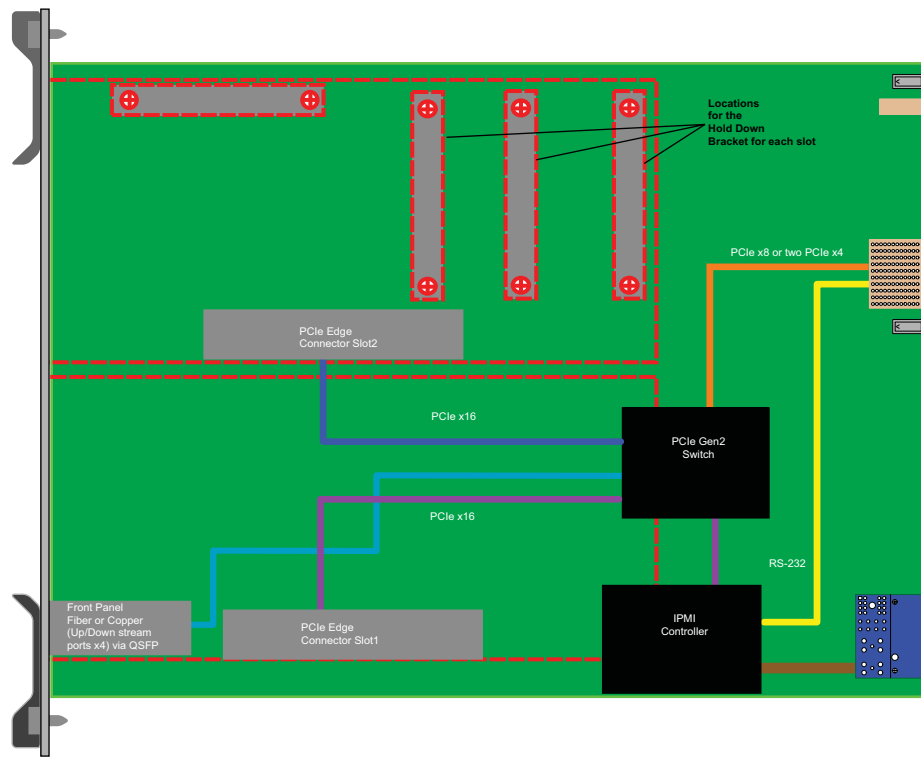 Locations
for the
Hold Down
Bracket for each slot
PCIe x8 or two PCIe x4
PCIe Edge
Connector Slot2
PCIe x16
PCIe Gen2
Switch
PCIe x16
RS-232
Front Panel
Fiber or Copper
(Up/Down stream
ports x4) via QSFP
PCIe Edge
Connector Slot1
IPMI
Controller